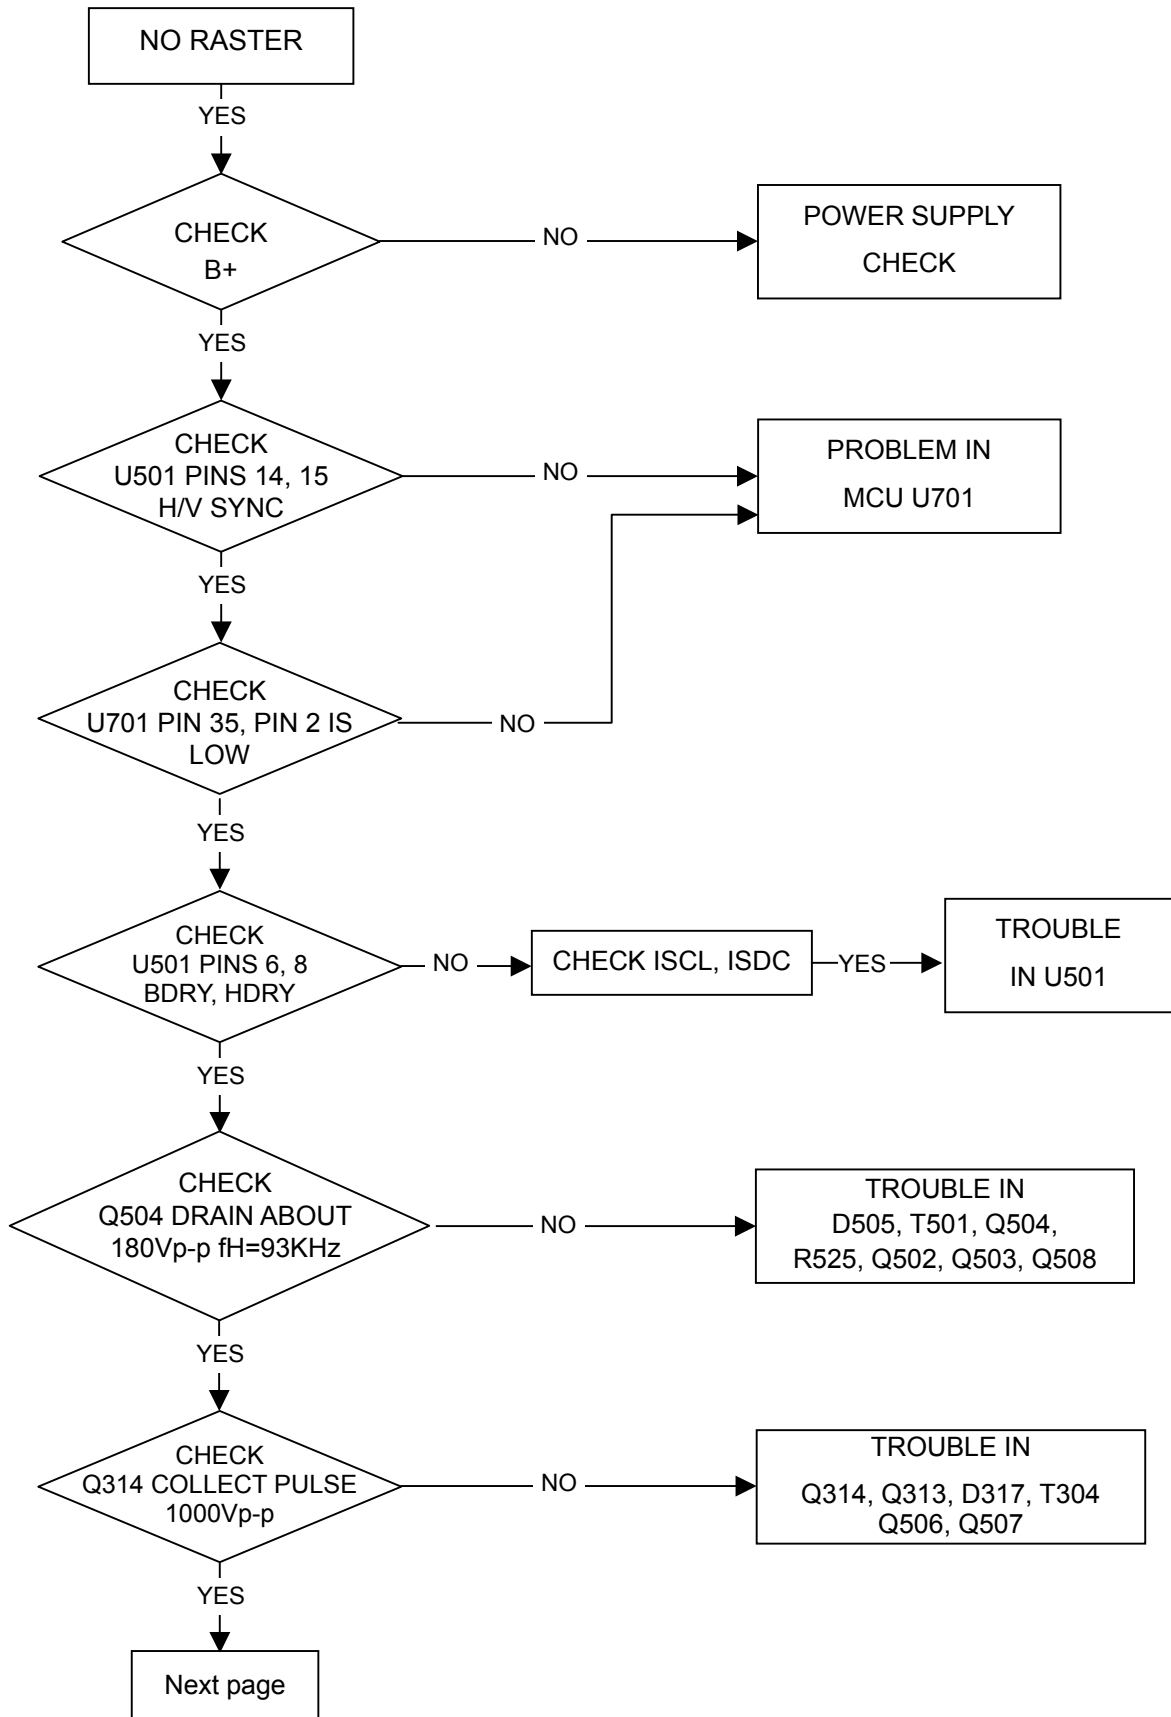 NO RASTER
YES
CHECK
B+
NO
POWER SUPPLY
CHECK
YES
CHECK
U501 PINS 14, 15
H/V SYNC
NO
PROBLEM IN
MCU U701
YES
CHECK
U701 PIN 35, PIN 2 IS
LOW
NO
YES
CHECK
U501 PINS 6, 8
BDRY, HDRY
NO
CHECK ISCL, ISDC
YES
TROUBLE
IN U501
YES
CHECK
Q504 DRAIN ABOUT
180Vp-p fH=93KHz
NO
TROUBLE IN
D505, T501, Q504,
R525, Q502, Q503, Q508
YES
CHECK
Q314 COLLECT PULSE
1000Vp-p
NO
TROUBLE IN
Q314, Q313, D317, T304
Q506, Q507
YES
Next page